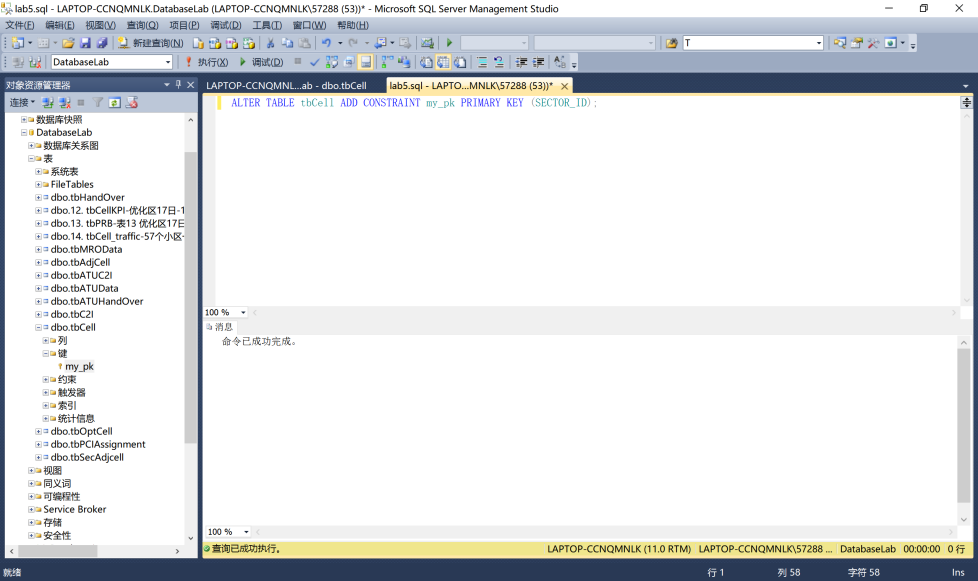 lab5.sql - LAPTOP-CCNQMNLK.DatabaseLab (LAPTOP-CCNQMNLK\57288 (53))* - Microsoft SQL Server Management Studio
文件(F) 编辑(E) 视图(V) 查询(Q) 项目(P) 调试(D) 工具(T) 窗口(W) 帮助(H)
新建查询(N) T
DatabaseLab 执行(X) 调试(D)
对象资源管理器
连接
数据库快照
DatabaseLab
数据库关系图
表
系统表
FileTables
dbo.tbHandOver
dbo.12. tbCellKPI-优化区17日-1
dbo.13. tbPRB-表13 优化区17日
dbo.14. tbCell_traffic-57个小区-
dbo.tbMROData
dbo.tbAdjCell
dbo.tbATUC2I
dbo.tbATUData
dbo.tbATUHandOver
dbo.tbC2I
dbo.tbCell
列
键
my_pk
约束
触发器
索引
统计信息
dbo.tbOptCell
dbo.tbPCIAssignment
dbo.tbSecAdjcell
视图
同义词
可编程性
Service Broker
存储
安全性
LAPTOP-CCNQMNL...ab - dbo.tbCell lab5.sql - LAPTO...MNLK\57288 (53))*
ALTER TABLE tbCell ADD CONSTRAINT my_pk PRIMARY KEY (SECTOR_ID);
100 %
消息
命令已成功完成。
100 %
查询已成功执行。 LAPTOP-CCNQMNLK (11.0 RTM) LAPTOP-CCNQMNLK\57288 ... DatabaseLab 00:00:00 0 行
就绪 行 1 列 58 字符 58 Ins